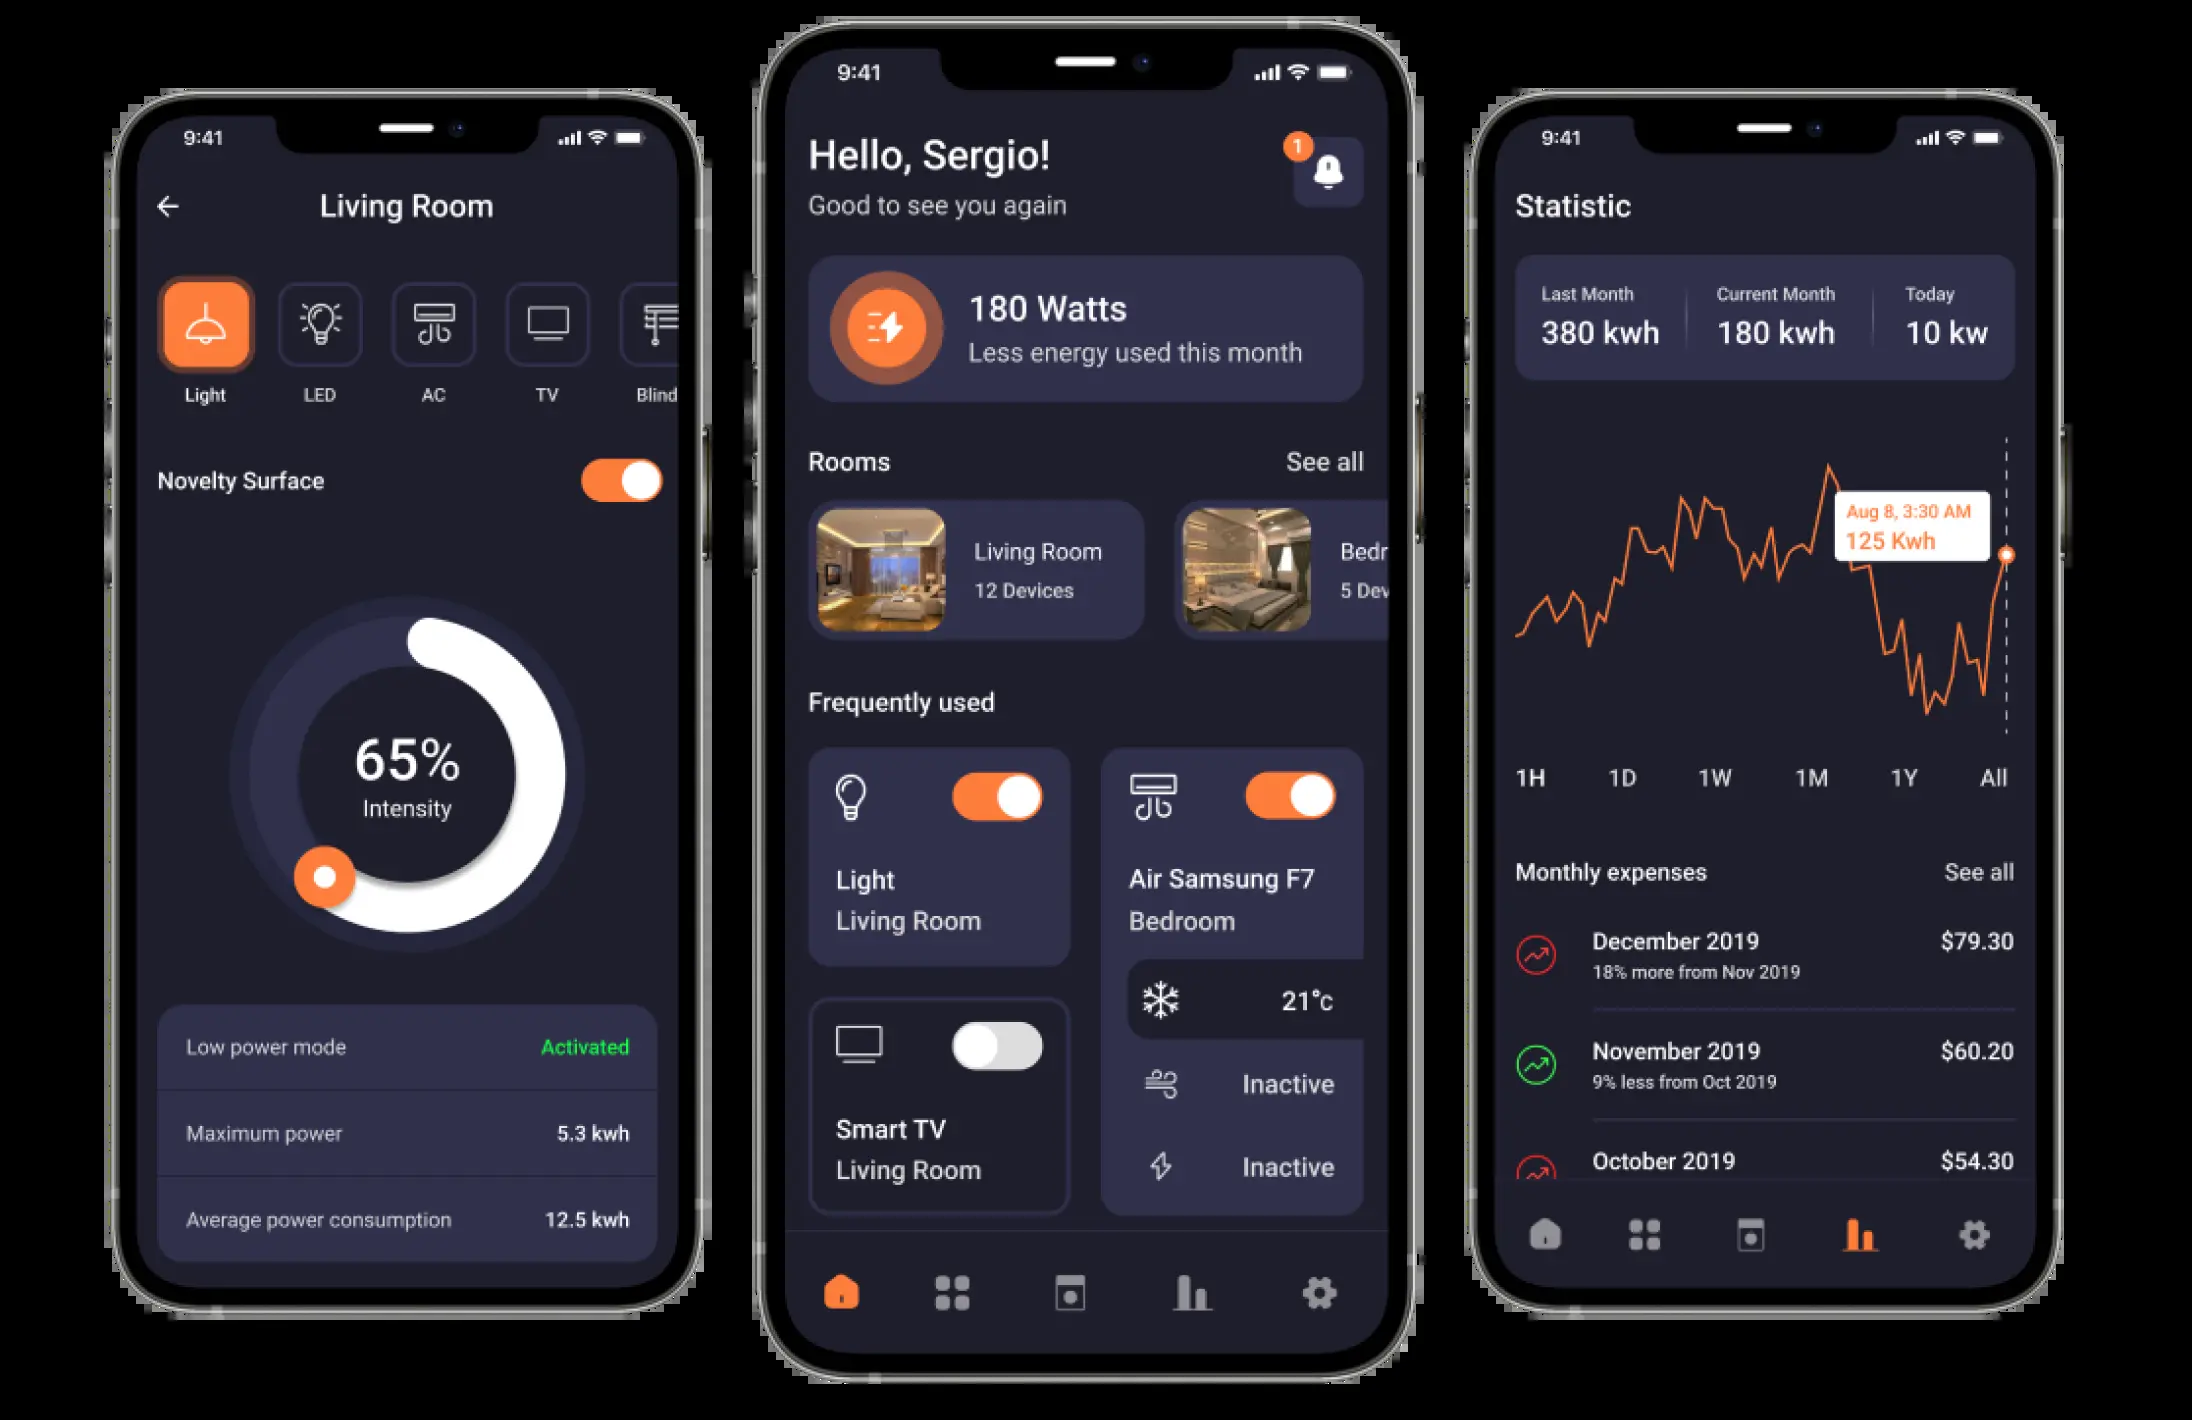 9:41
Living Room
Light
LED
AC
TV
Blind
Novelty Surface
65%
Intensity
Low power mode
Activated
Maximum power
5.3 kwh
Average power consumption
12.5 kwh
9:41
Hello, Sergio!
1
Good to see you again
180 Watts
Less energy used this month
Rooms
See all
Living Room
12 Devices
Bedr
5 Dev
Frequently used
Light
Living Room
Air Samsung F7
Bedroom
21°c
Inactive
Inactive
Smart TV
Living Room
9:41
Statistic
Last Month
380 kwh
Current Month
180 kwh
Today
10 kw
Aug 8, 3:30 AM
125 Kwh
1H
1D
1W
1M
1Y
All
Monthly expenses
See all
December 2019
$79.30
18% more from Nov 2019
November 2019
$60.20
9% less from Oct 2019
October 2019
$54.30